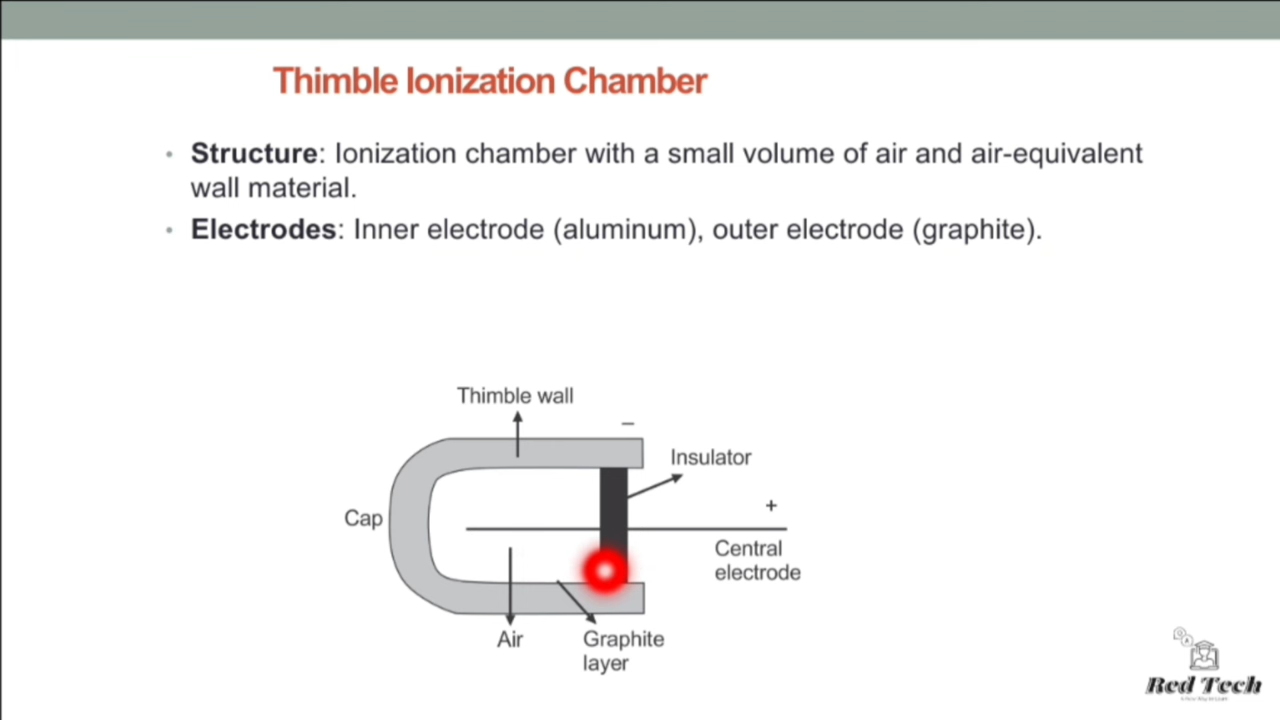 Thimble Ionization Chamber
• Structure: Ionization chamber with a small volume of air and air-equivalent
wall material.
• Electrodes: Inner electrode (aluminum), outer electrode (graphite).
Thimble wall
−
Insulator
+
Cap
Central
electrode
Air
Graphite
layer
Red Tech